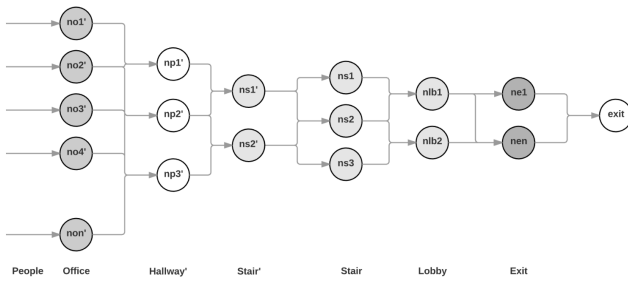 no1'
no2'
no3'
no4'
non'
np1'
np2'
np3'
ns1'
ns2'
ns1
ns2
ns3
nlb1
nlb2
ne1
nen
exit
People Office Hallway' Stair' Stair Lobby Exit